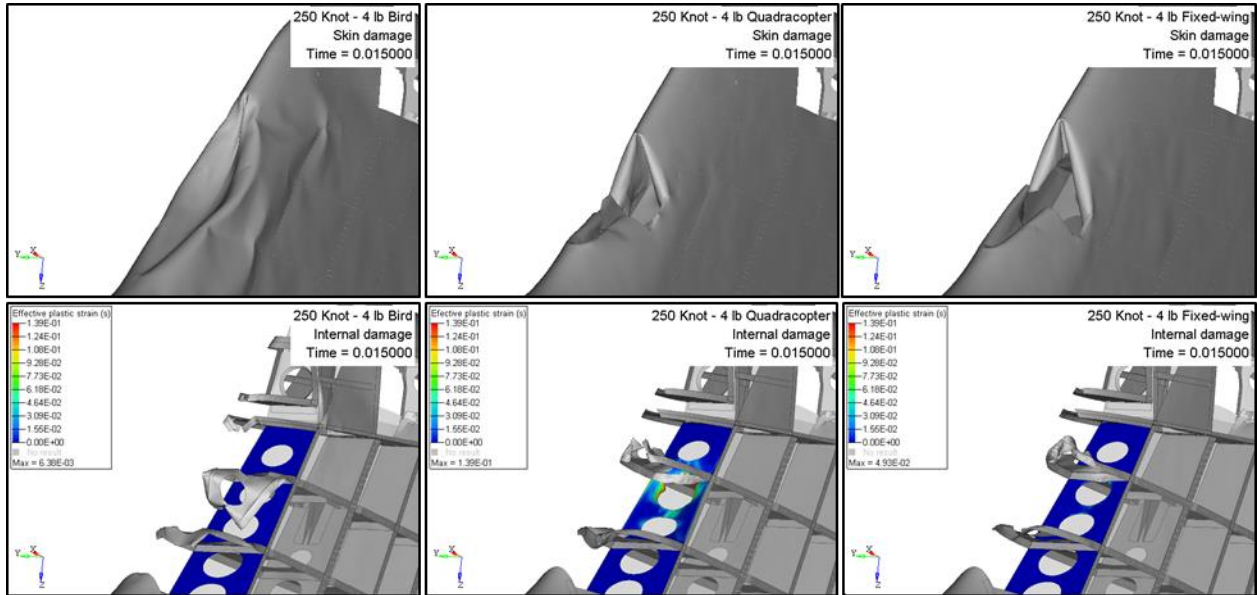 250 Knot - 4 lb Bird
Skin damage
Time = 0.015000
Y X
Z
250 Knot - 4 lb Quadracopter
Skin damage
Time = 0.015000
Y X
Z
250 Knot - 4 lb Fixed-wing
Skin damage
Time = 0.015000
Y X
Z
Effective plastic strain (s)
1.39E-01
1.24E-01
1.08E-01
9.28E-02
7.73E-02
6.18E-02
4.64E-02
3.09E-02
1.55E-02
0.00E+00
No result
Max = 6.38E-03
250 Knot - 4 lb Bird
Internal damage
Time = 0.015000
Y X
Z
Effective plastic strain (s)
1.39E-01
1.24E-01
1.08E-01
9.28E-02
7.73E-02
6.18E-02
4.64E-02
3.09E-02
1.55E-02
0.00E+00
No result
Max = 1.39E-01
250 Knot - 4 lb Quadracopter
Internal damage
Time = 0.015000
Y X
Z
Effective plastic strain (s)
1.39E-01
1.24E-01
1.08E-01
9.28E-02
7.73E-02
6.18E-02
4.64E-02
3.09E-02
1.55E-02
0.00E+00
No result
Max = 4.93E-02
250 Knot - 4 lb Fixed-wing
Internal damage
Time = 0.015000
Y X
Z